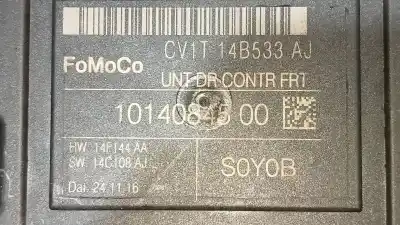 CV1T 14B533 AJ
FoMoCo
UNT DR CONTR FRT
00
HW 14F144 AA
SW 14C108 AJ
S0Y0B
Dat. 24.11.16